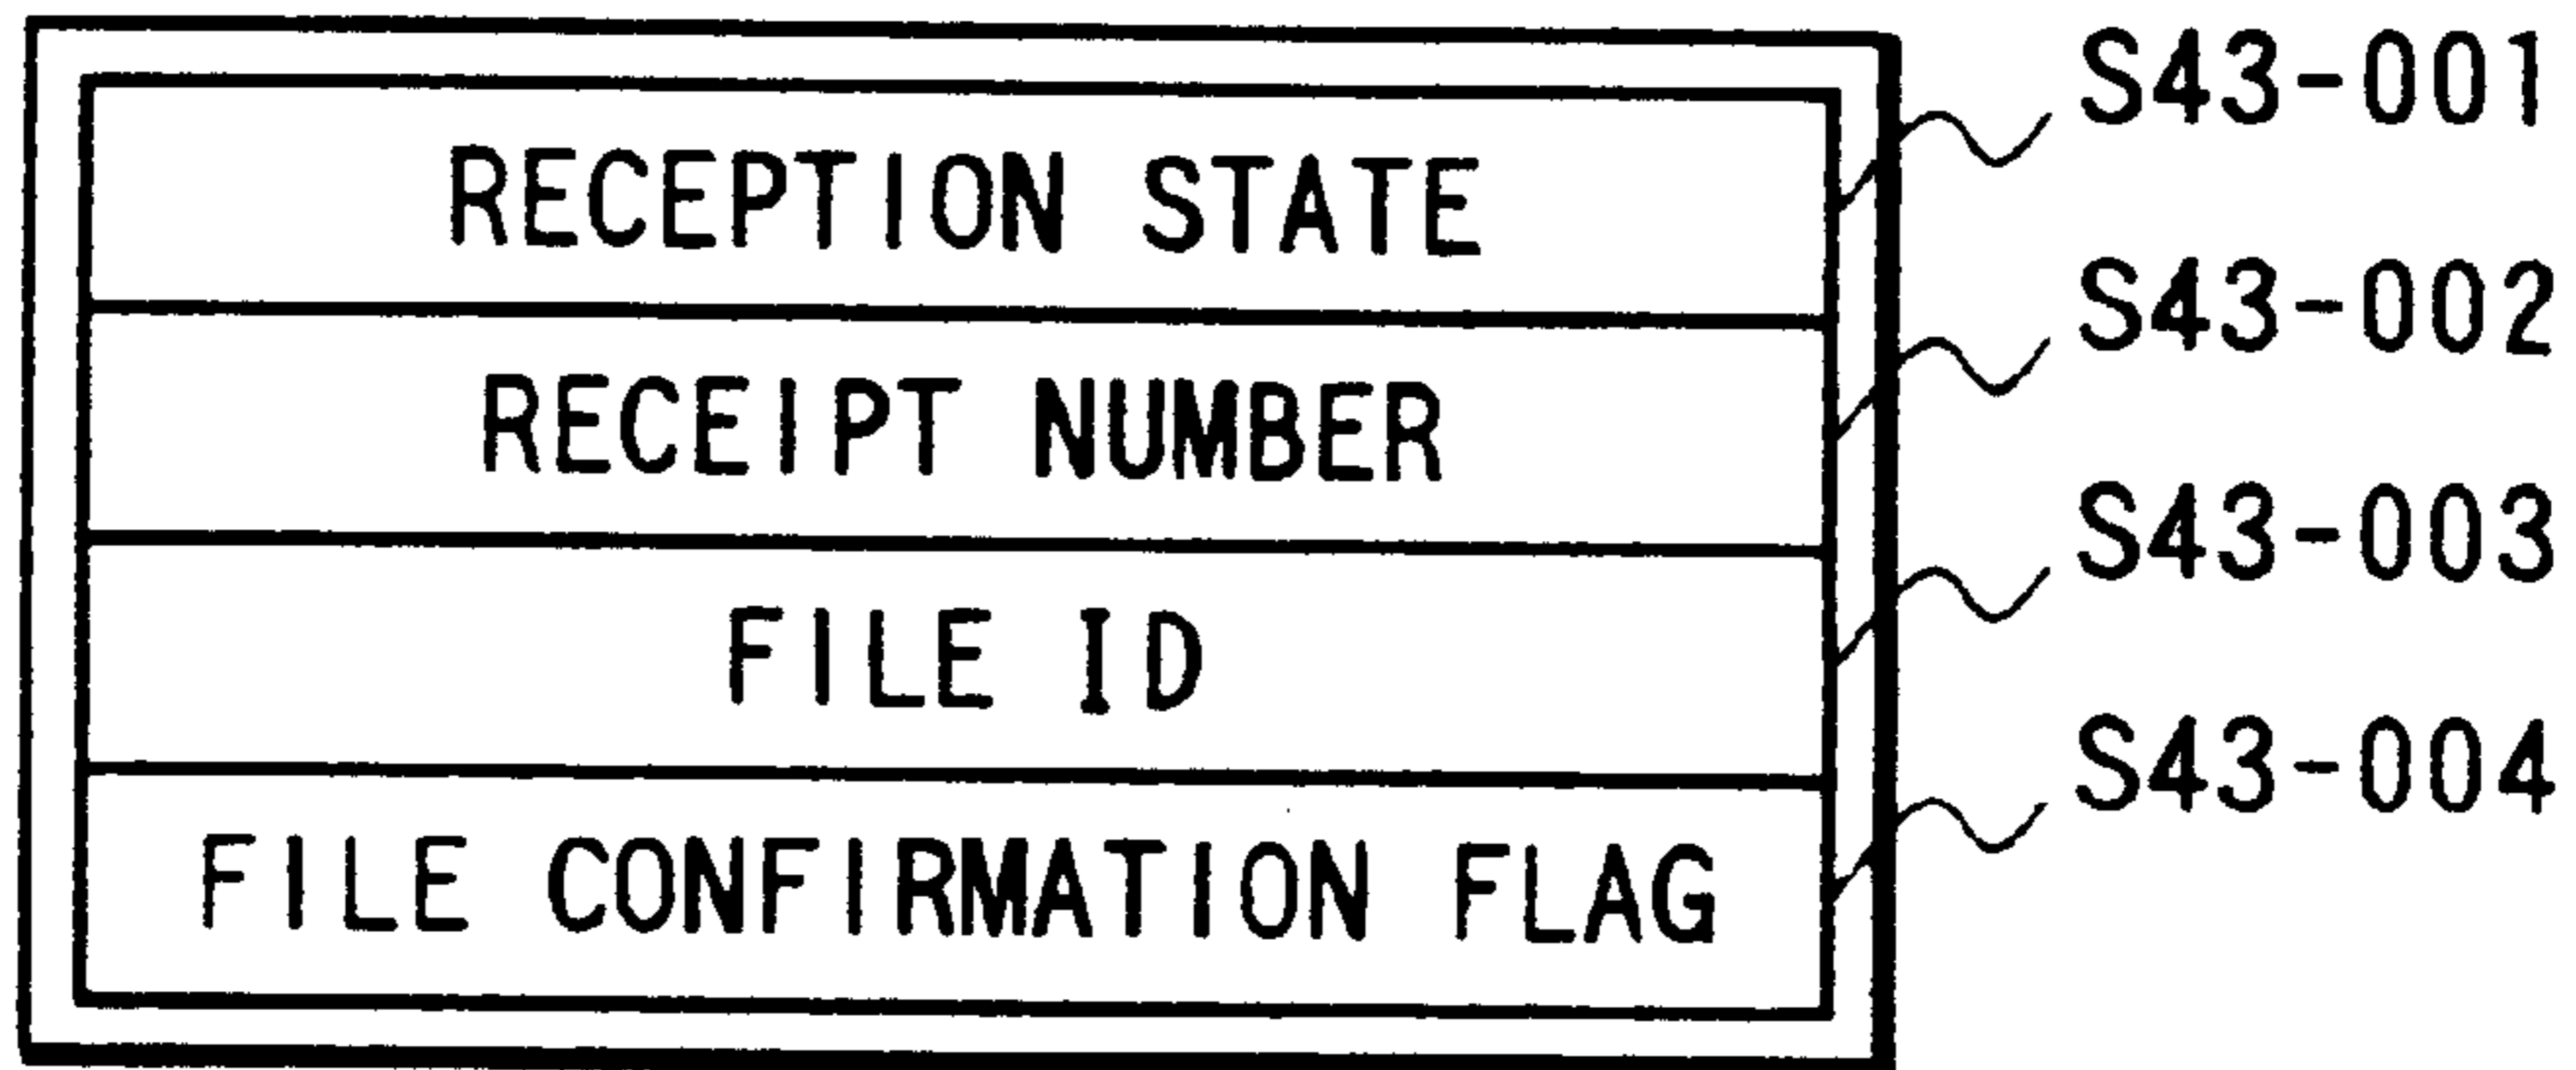 RECEPTION STATE S43-001
RECEIPT NUMBER S43-002
FILE ID S43-003
FILE CONFIRMATION FLAG S43-004